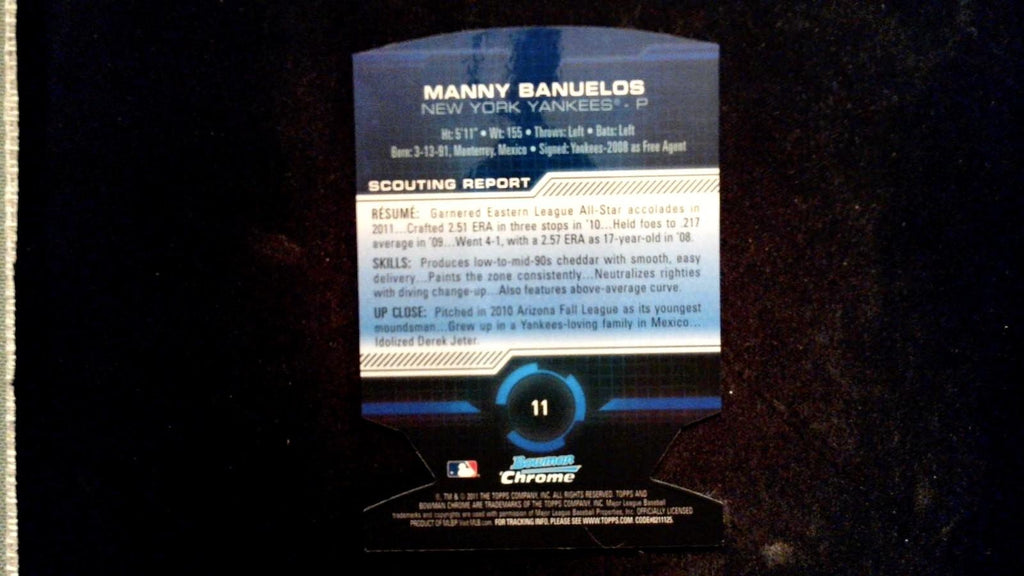 MANNY BANUELOS
NEW YORK YANKEES® - P
Ht: 5'11" • Wt: 155 • Throws: Left • Bats: Left
Born: 3-13-91, Monterrey, Mexico • Signed: Yankees-2008 as Free Agent
SCOUTING REPORT
RÉSUMÉ: Garnered Eastern League All-Star accolades in
2011...Crafted 2.51 ERA in three stops in '10...Held foes to .217
average in '09...Went 4-1, with a 2.57 ERA as 17-year-old in '08.
SKILLS: Produces low-to-mid-90s cheddar with smooth, easy
delivery...Paints the zone consistently...Neutralizes righties
with diving change-up...Also features above-average curve.
UP CLOSE: Pitched in 2010 Arizona Fall League as its youngest
moundsman...Grew up in a Yankees-loving family in Mexico...
Idolized Derek Jeter.
11
Bowman
Chrome
®, TM & © 2011 THE TOPPS COMPANY, INC. ALL RIGHTS RESERVED. TOPPS AND
BOWMAN CHROME ARE TRADEMARKS OF THE TOPPS COMPANY, INC. Major League Baseball
trademarks and copyrights are used with permission of Major League Baseball Properties, Inc. OFFICIALLY LICENSED
PRODUCT OF MLBP Visit MLB.com. FOR TRACKING INFO, PLEASE SEE WWW.TOPPS.COM. CODE#0211125.